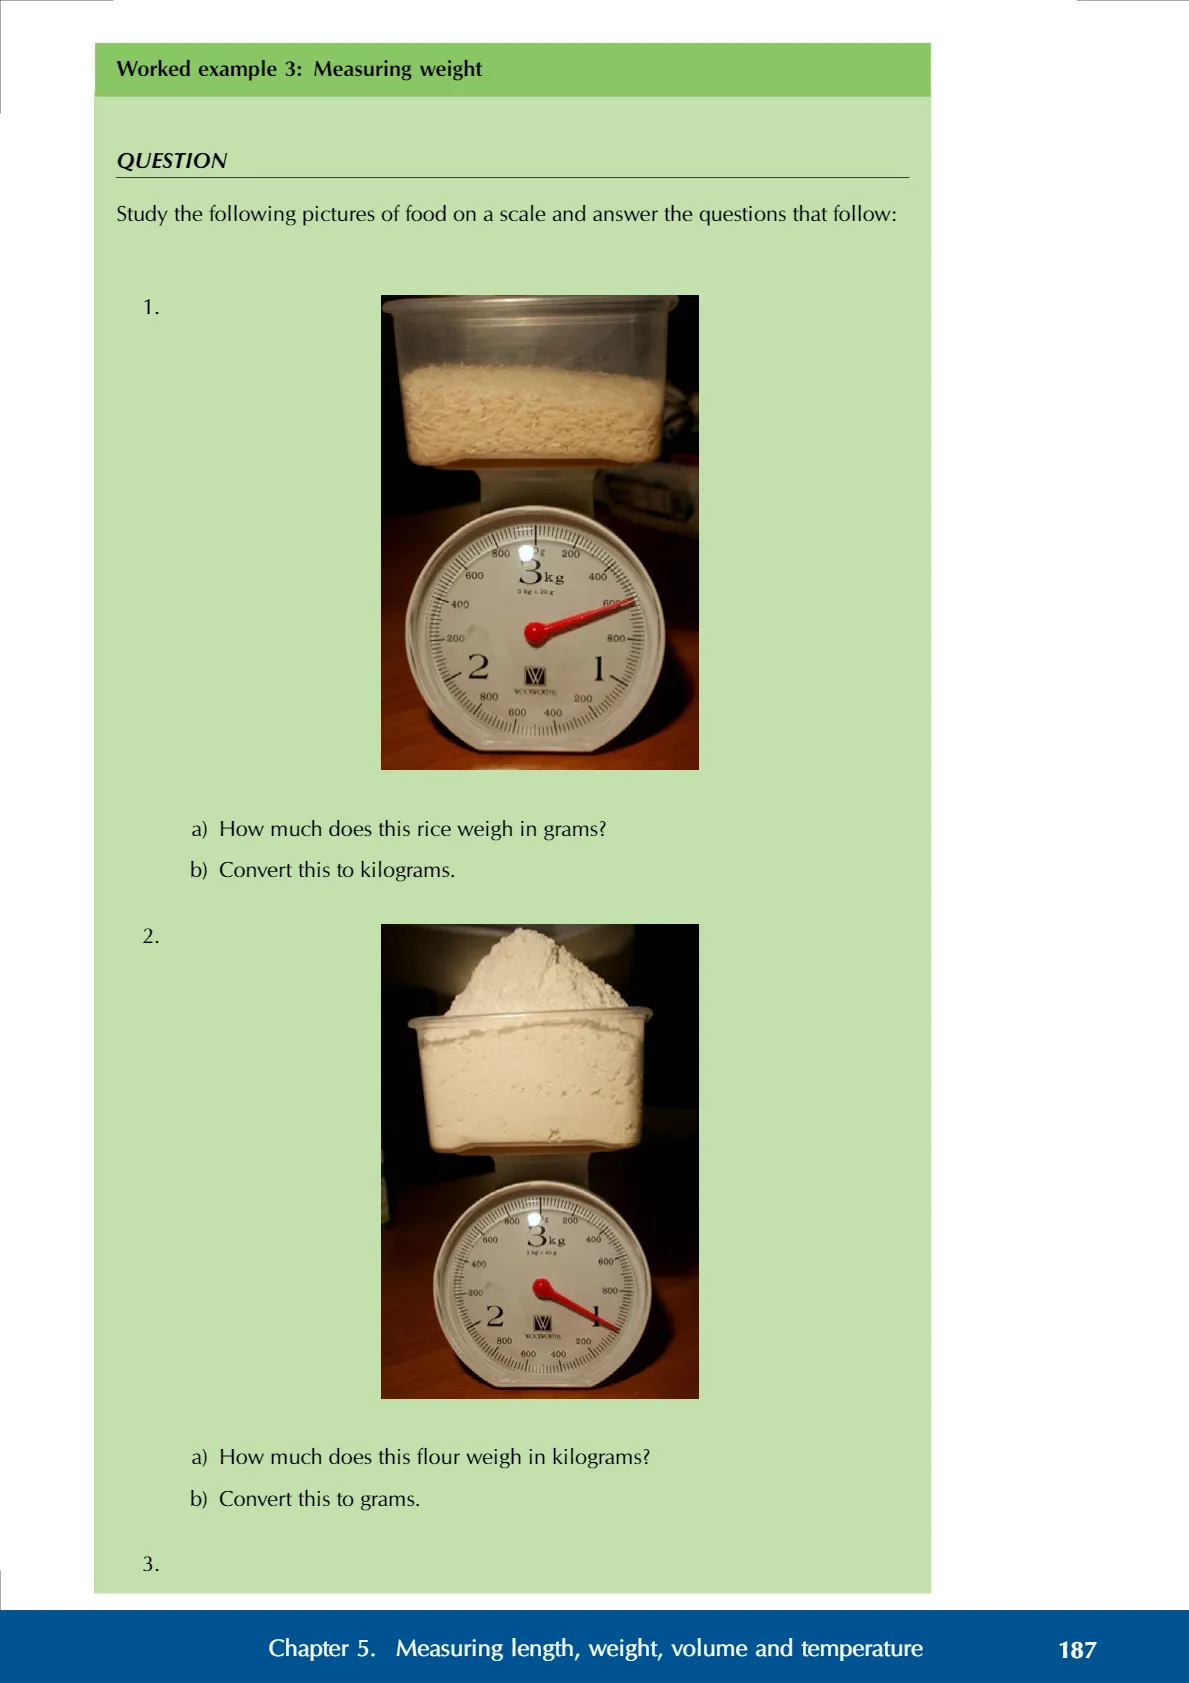 Worked example 3: Measuring weight
QUESTION
Study the following pictures of food on a scale and answer the questions that follow:
1.
800 0g 200
600 3kg 400
3 kg x 20 g
400 600
200 800
2 W 1
WOOLWORTHS
800 200
600 400
a) How much does this rice weigh in grams?
b) Convert this to kilograms.
2.
800 200
600 3kg 400
400 600
200 800
2 W 1
WOOLWORTHS
800 200
600 400
a) How much does this flour weigh in kilograms?
b) Convert this to grams.
3.
Chapter 5. Measuring length, weight, volume and temperature 187